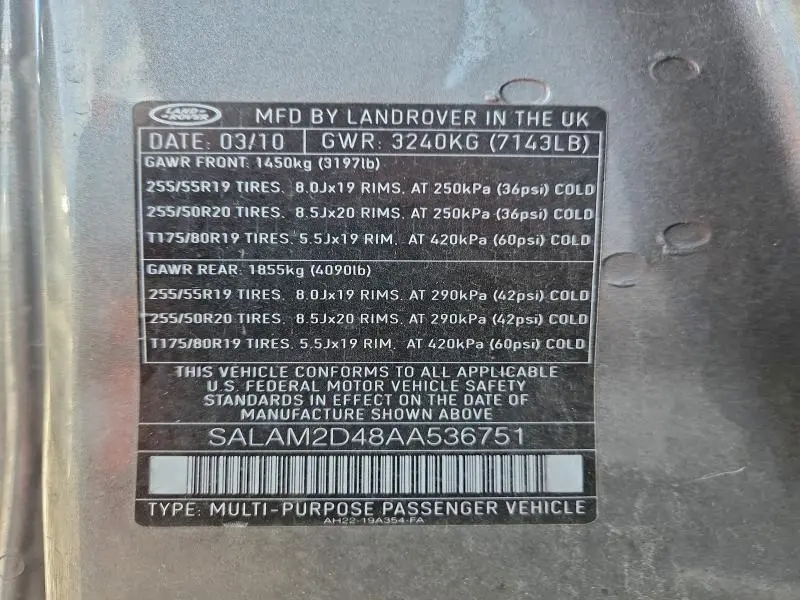 LAND ROVER MFD BY LANDROVER IN THE UK
DATE: 03/10 GWR: 3240KG (7143LB)
GAWR FRONT: 1450kg (3197lb)
255/55R19 TIRES. 8.0Jx19 RIMS. AT 250kPa (36psi) COLD
255/50R20 TIRES. 8.5Jx20 RIMS. AT 250kPa (36psi) COLD
T175/80R19 TIRES. 5.5Jx19 RIM. AT 420kPa (60psi) COLD
GAWR REAR: 1855kg (4090lb)
255/55R19 TIRES. 8.0Jx19 RIMS. AT 290kPa (42psi) COLD
255/50R20 TIRES. 8.5Jx20 RIMS. AT 290kPa (42psi) COLD
T175/80R19 TIRES. 5.5Jx19 RIM. AT 420kPa (60psi) COLD
THIS VEHICLE CONFORMS TO ALL APPLICABLE
U.S. FEDERAL MOTOR VEHICLE SAFETY
STANDARDS IN EFFECT ON THE DATE OF
MANUFACTURE SHOWN ABOVE
SALAM2D48AA536751
TYPE: MULTI-PURPOSE PASSENGER VEHICLE
AH22-19A354-FA